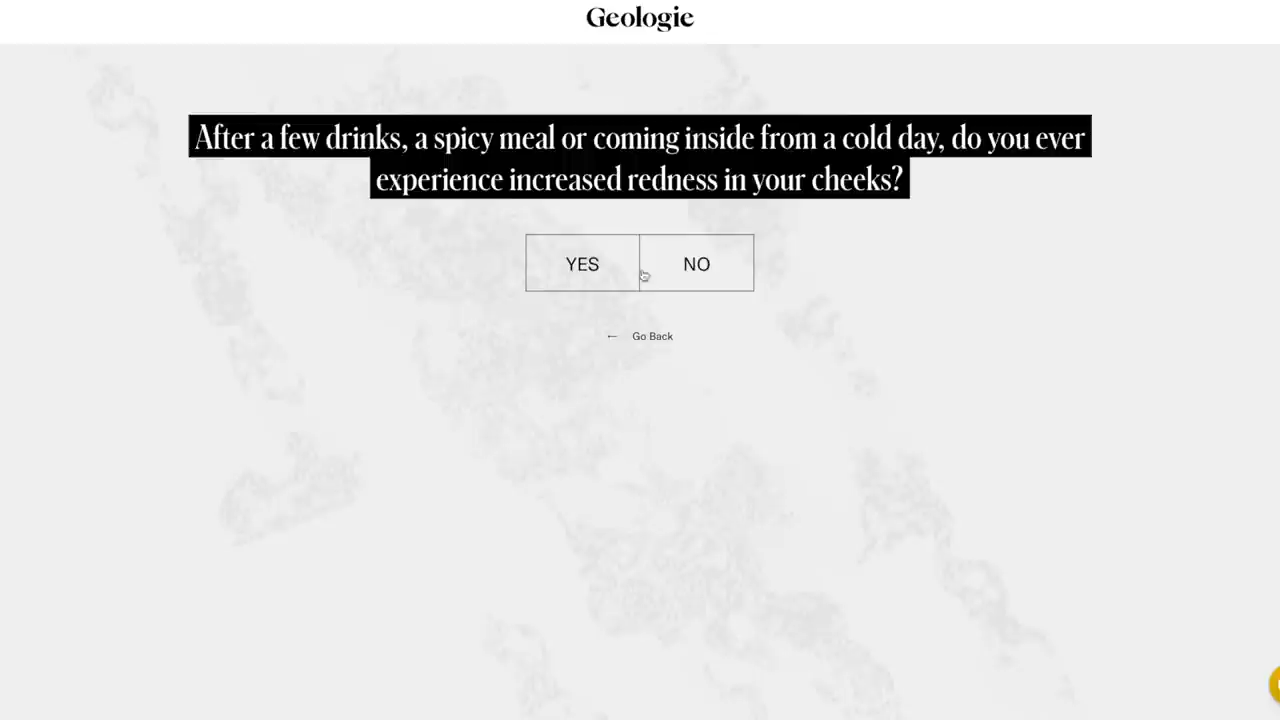 Geologie
After a few drinks, a spicy meal or coming inside from a cold day, do you ever
experience increased redness in your cheeks?
YES NO
← Go Back